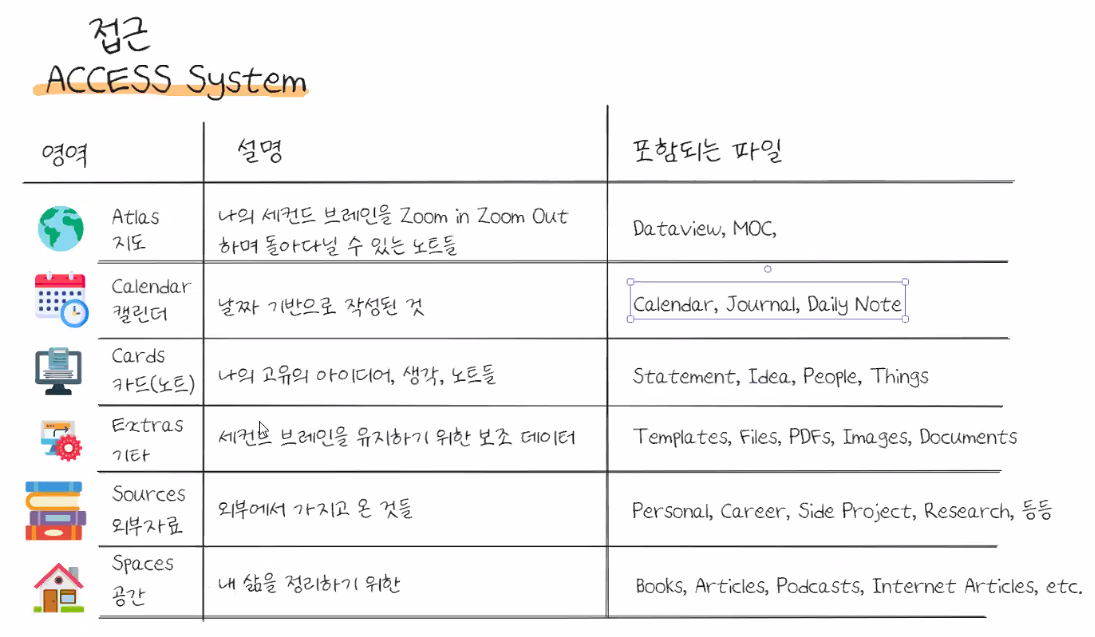 접근
ACCESS System
영역 설명 포함되는 파일
Atlas
지도
나의 세컨드 브레인을 Zoom in Zoom Out
하며 돌아다닐 수 있는 노트들
Dataview, MOC,
Calendar
캘린더
날짜 기반으로 작성된 것
Calendar, Journal, Daily Note
Cards
카드(노트)
나의 고유의 아이디어, 생각, 노트들
Statement, Idea, People, Things
Extras
기타
세컨드 브레인을 유지하기 위한 보조 데이터
Templates, Files, PDFs, Images, Documents
Sources
외부자료
외부에서 가지고 온 것들
Personal, Career, Side Project, Research, 등등
Spaces
공간
내 삶을 정리하기 위한
Books, Articles, Podcasts, Internet Articles, etc.